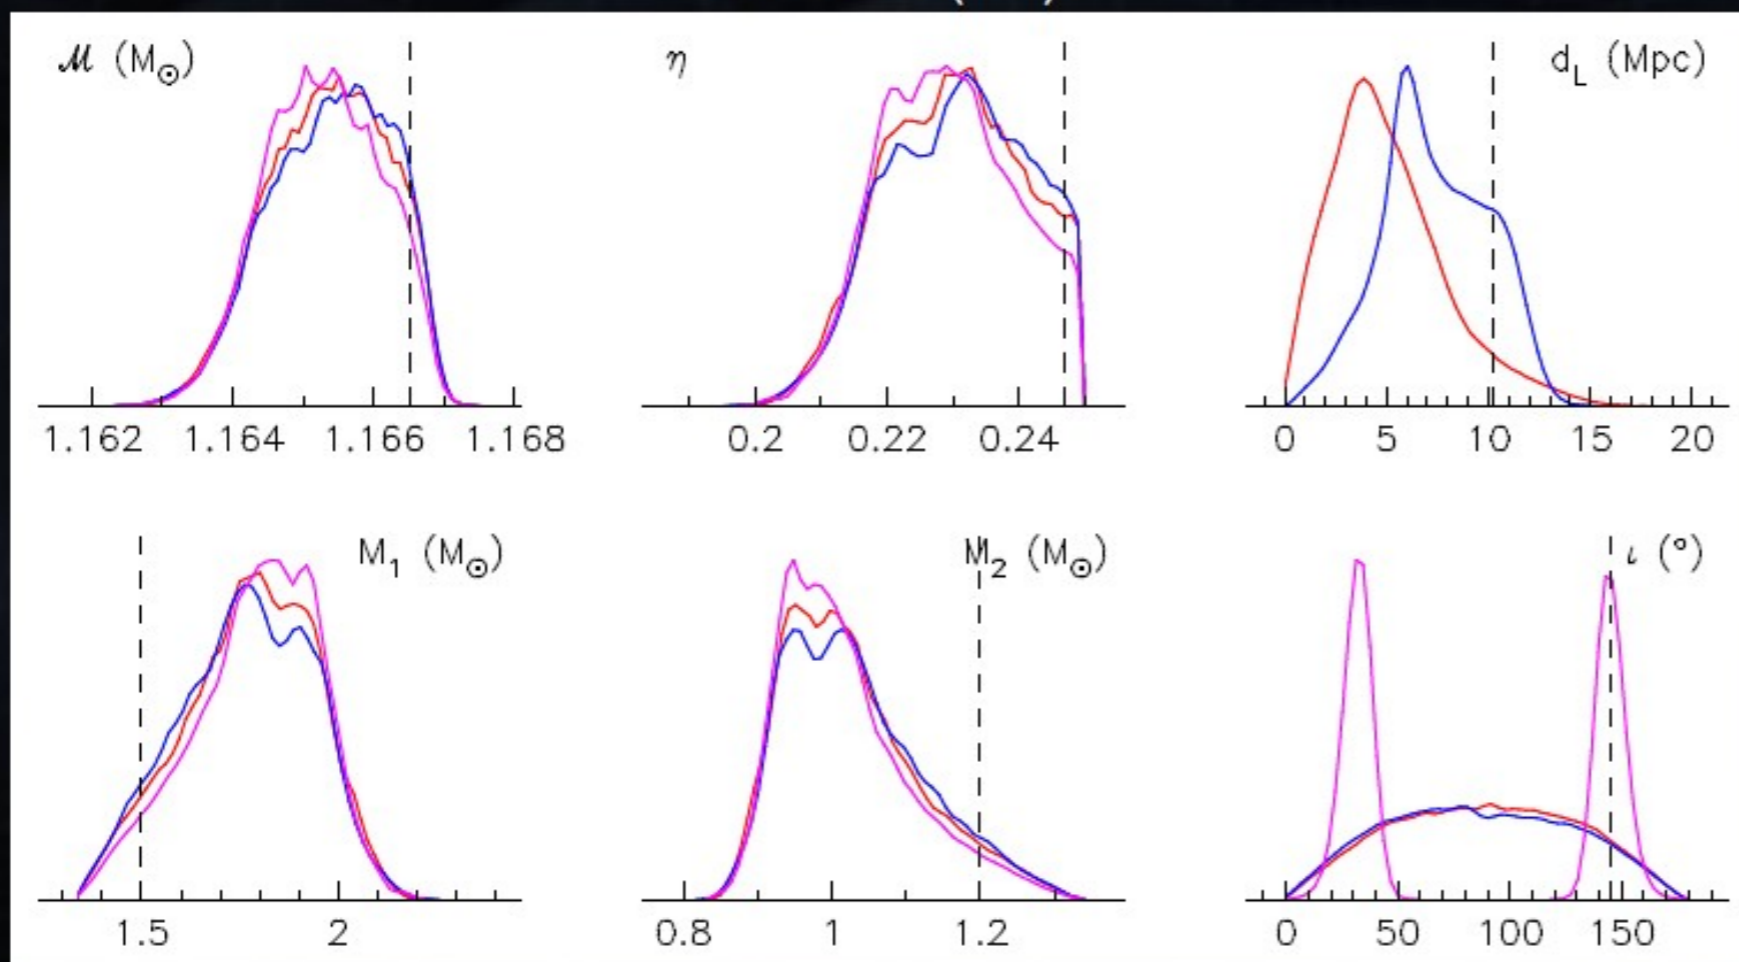 ℳ (M⊙)
η
d_L (Mpc)
1.162 1.164 1.166 1.168
0.2 0.22 0.24
0 5 10 15 20
M₁ (M⊙)
M₂ (M⊙)
ι (°)
1.5 2
0.8 1 1.2
0 50 100 150